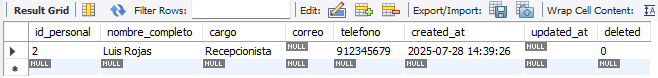 Result Grid Filter Rows: Edit: Export/Import: Wrap Cell Content:
id_personal nombre_completo cargo correo telefono created_at updated_at deleted
2 Luis Rojas Recepcionista NULL 912345679 2025-07-28 14:39:26 NULL 0
NULL NULL NULL NULL NULL NULL NULL NULL